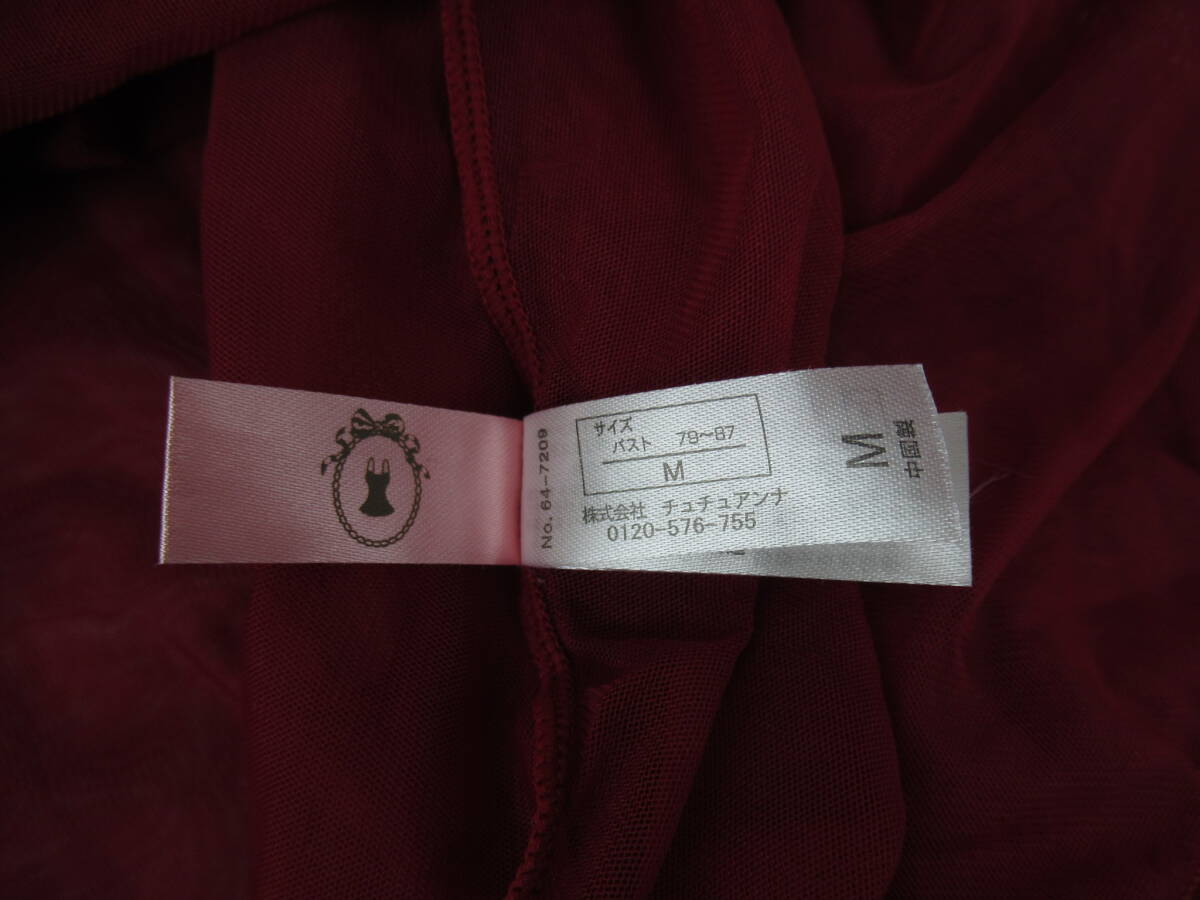 No. 64-7209
サイズ
バスト 79〜87
M
株式会社 チュチュアンナ
0120-576-755
M
中国製